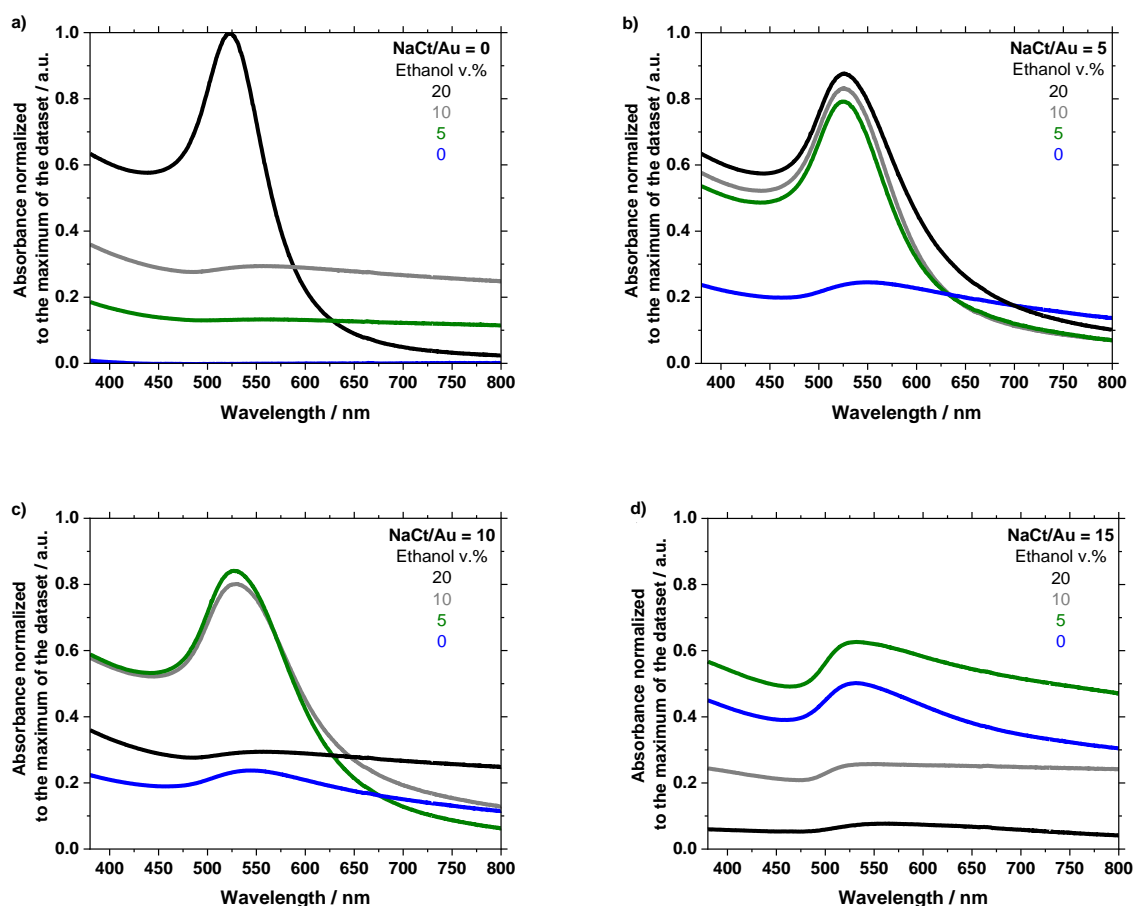 a)
Absorbance normalized
to the maximum of the dataset / a.u.
1.0
0.8
0.6
0.4
0.2
0.0
NaCt/Au = 0
Ethanol v.%
20
10
5
0
400 450 500 550 600 650 700 750 800
Wavelength / nm
b)
Absorbance normalized
to the maximum of the dataset / a.u.
1.0
0.8
0.6
0.4
0.2
0.0
NaCt/Au = 5
Ethanol v.%
20
10
5
0
400 450 500 550 600 650 700 750 800
Wavelength / nm
c)
Absorbance normalized
to the maximum of the dataset / a.u.
1.0
0.8
0.6
0.4
0.2
0.0
NaCt/Au = 10
Ethanol v.%
20
10
5
0
400 450 500 550 600 650 700 750 800
Wavelength / nm
d)
Absorbance normalized
to the maximum of the dataset / a.u.
1.0
0.8
0.6
0.4
0.2
0.0
NaCt/Au = 15
Ethanol v.%
20
10
5
0
400 450 500 550 600 650 700 750 800
Wavelength / nm